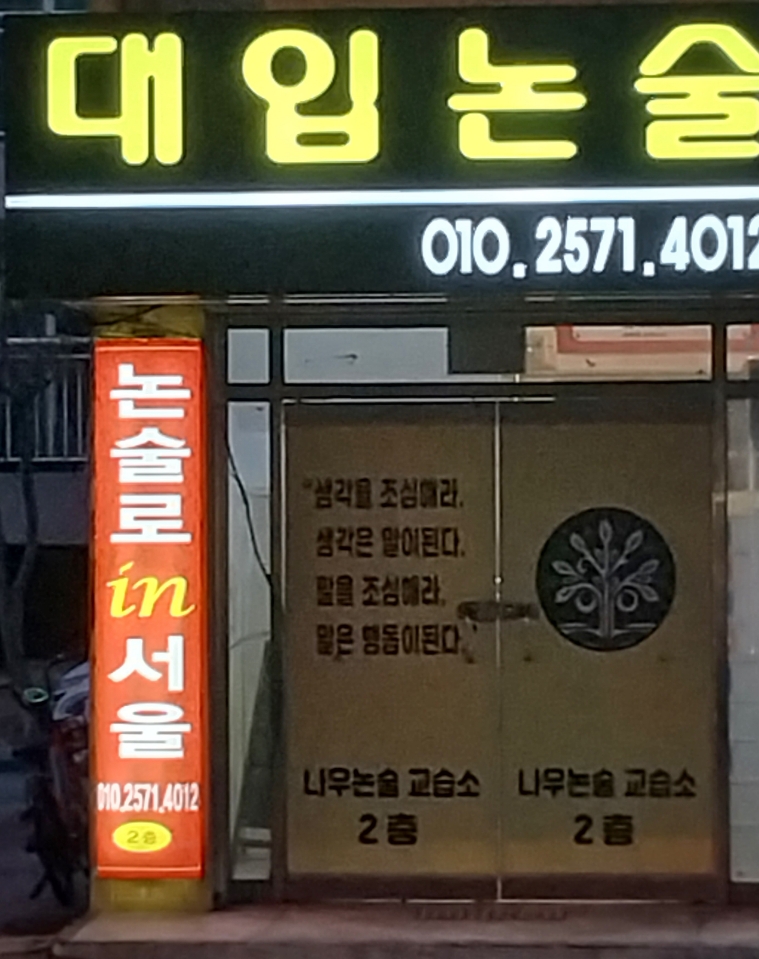 대입논술
010.2571.4012
논술로
in
서울
010.2571.4012
2층
"생각을 조심해라.
생각은 말이된다.
말을 조심해라.
말은 행동이된다."
나우논술 교습소
2층
나우논술 교습소
2층